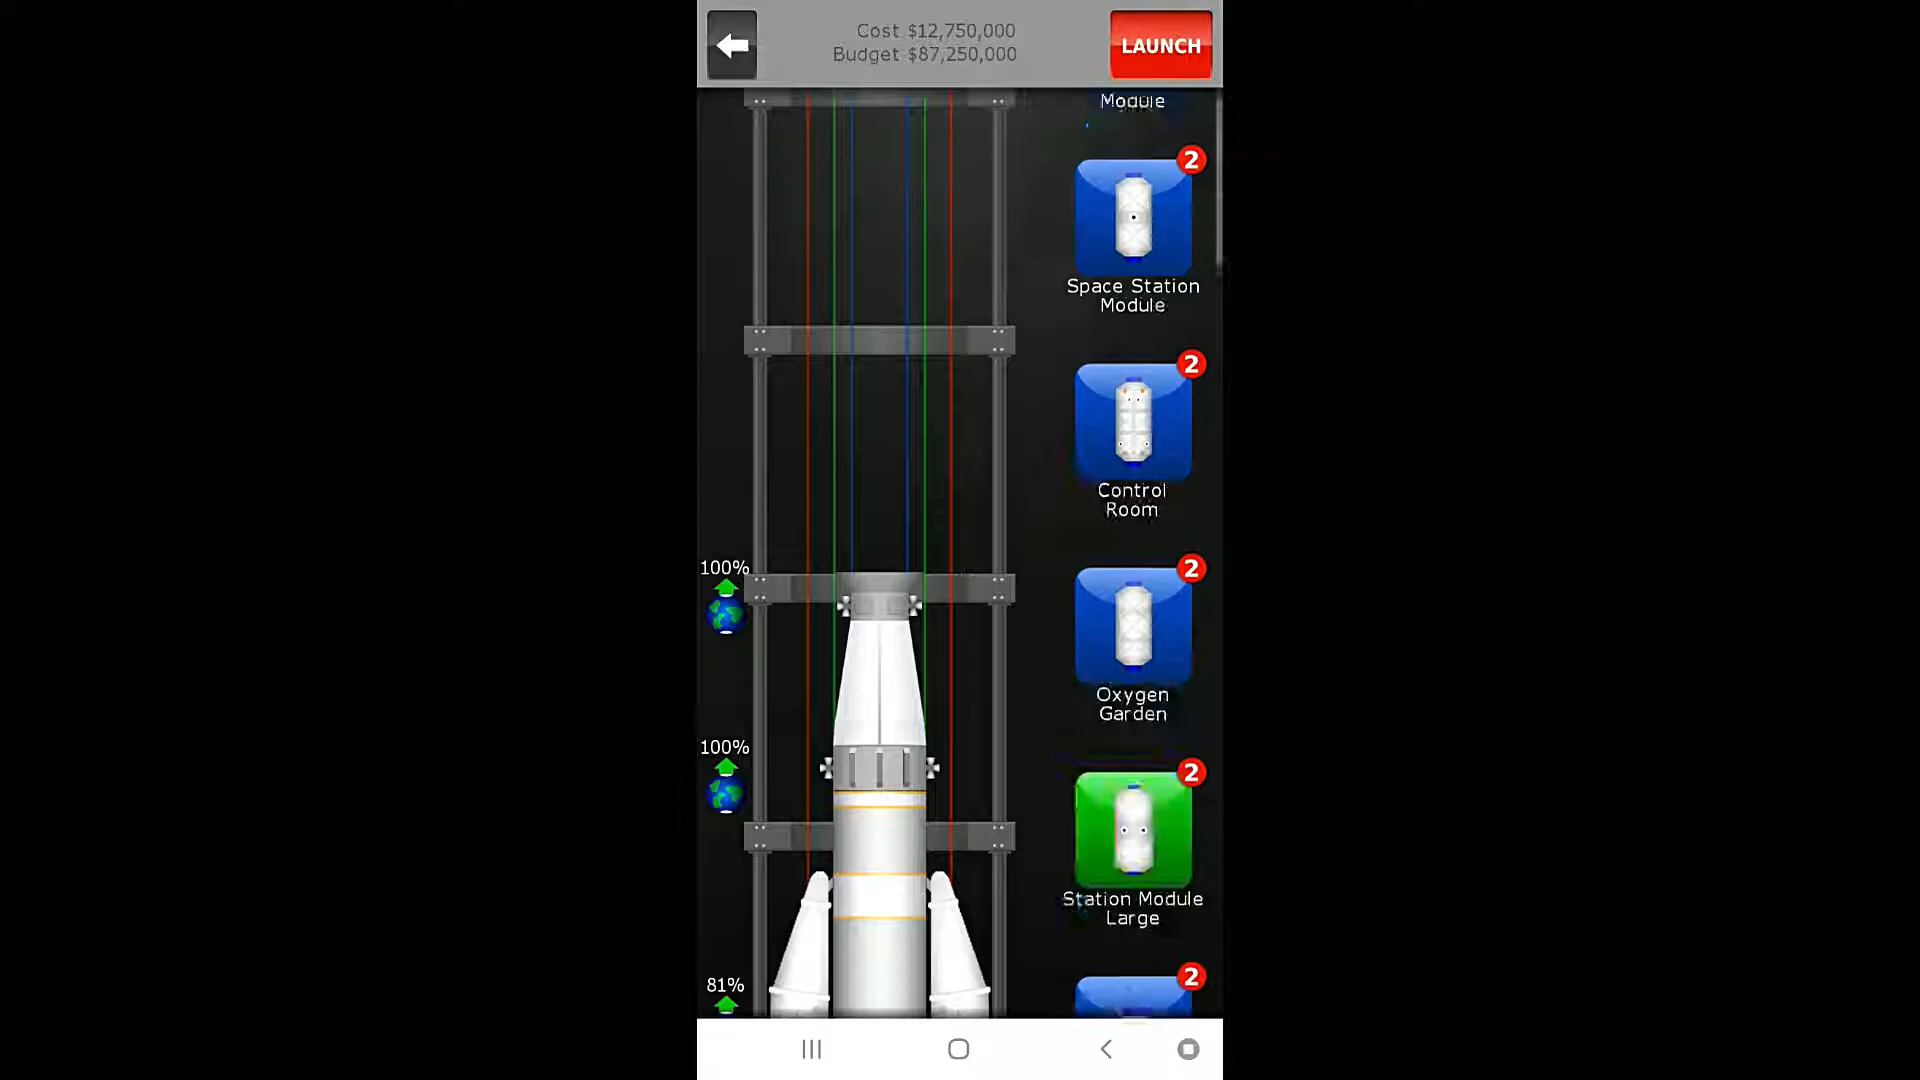 Cost $12,750,000
Budget $87,250,000
LAUNCH
Module
2
Space Station
Module
2
Control
Room
100%
2
Oxygen
Garden
100%
2
Station Module
Large
81%
2